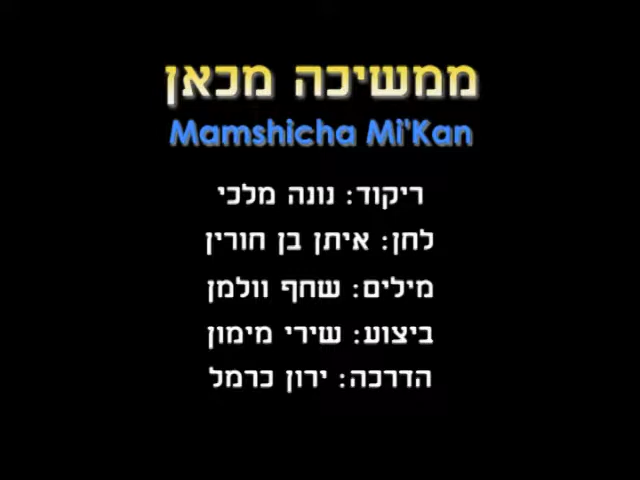 ממשיכה מכאן
Mamshicha Mi'Kan
ריקוד: נונה מלכי
לחן: איתן בן חורין
מילים: שחף וולמן
ביצוע: שירי מימון
הדרכה: ירון כרמל